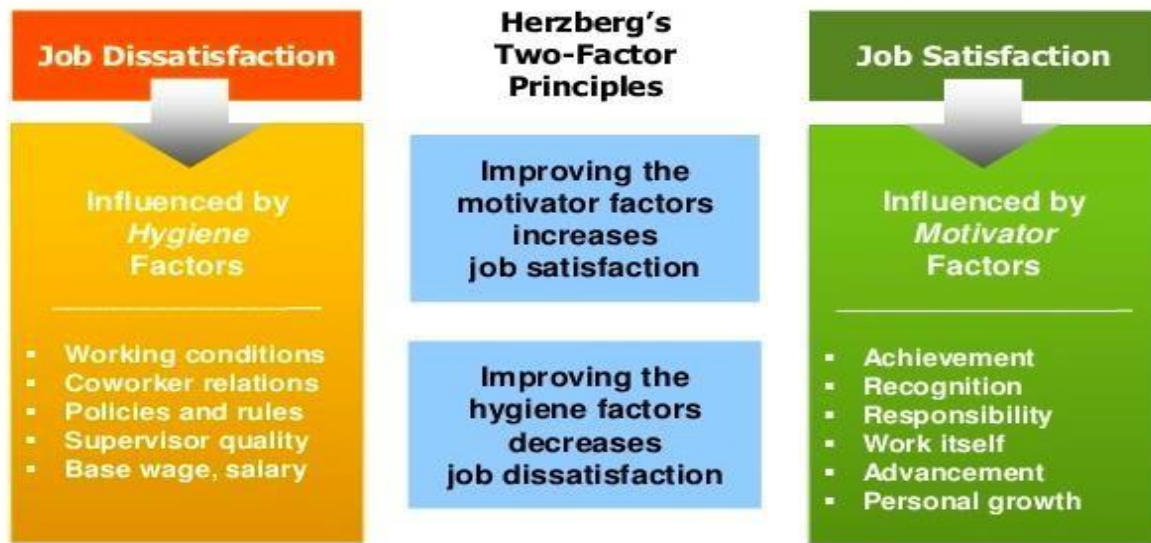 Job Dissatisfaction
Influenced by
Hygiene
Factors
▪ Working conditions
▪ Coworker relations
▪ Policies and rules
▪ Supervisor quality
▪ Base wage, salary
Herzberg's
Two-Factor
Principles
Improving the
motivator factors
increases
job satisfaction
Improving the
hygiene factors
decreases
job dissatisfaction
Job Satisfaction
Influenced by
Motivator
Factors
▪ Achievement
▪ Recognition
▪ Responsibility
▪ Work itself
▪ Advancement
▪ Personal growth